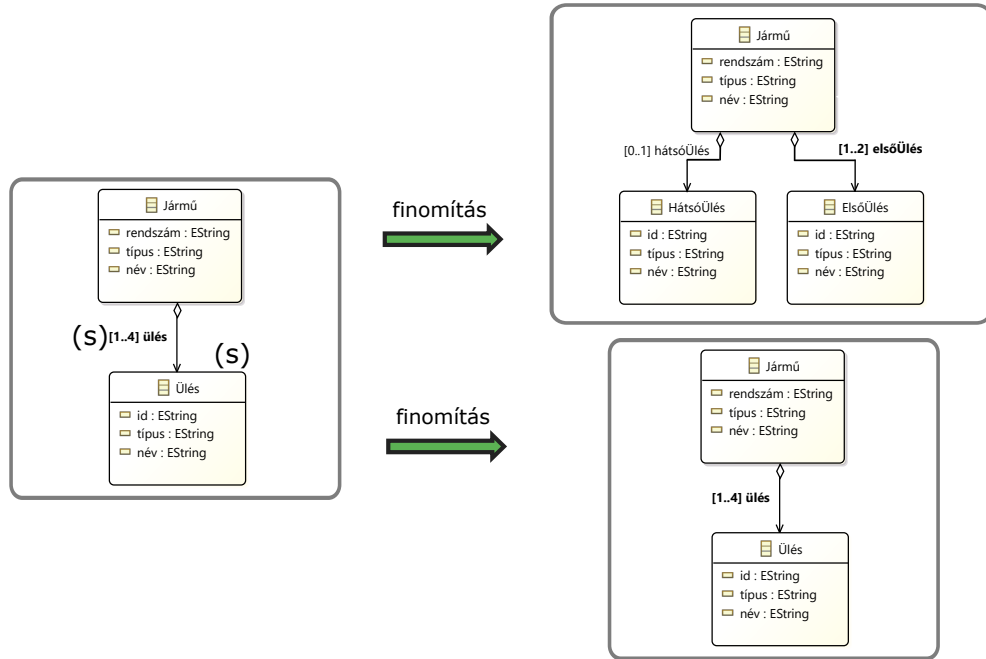 Jármű
rendszám : EString
típus : EString
név : EString
(s) [1..4] ülés
(s)
Ülés
id : EString
típus : EString
név : EString
finomítás
finomítás
Jármű
rendszám : EString
típus : EString
név : EString
[0..1] hátsóÜlés
[1..2] elsőÜlés
HátsóÜlés
id : EString
típus : EString
név : EString
ElsőÜlés
id : EString
típus : EString
név : EString
Jármű
rendszám : EString
típus : EString
név : EString
[1..4] ülés
Ülés
id : EString
típus : EString
név : EString